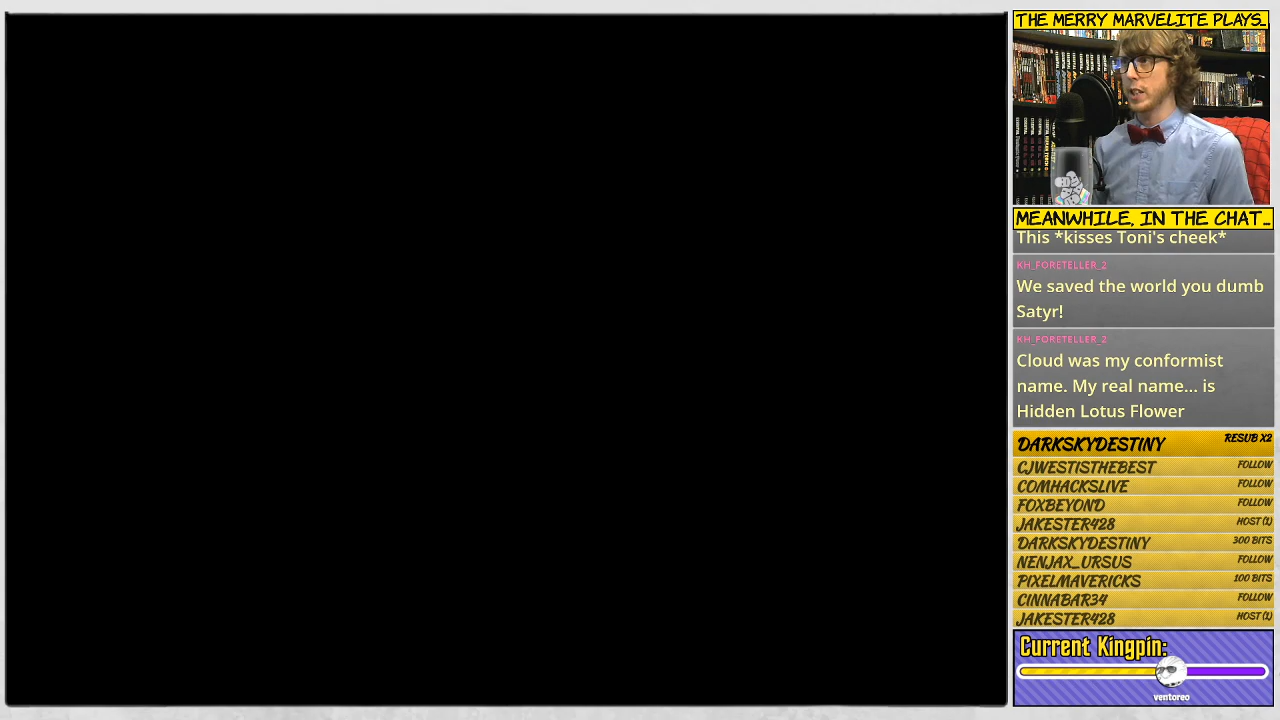 THE MERRY MARVELITE PLAYS...
MEANWHILE, IN THE CHAT...
This *kisses Toni's cheek*
KH_FORETELLER_2
We saved the world you dumb
Satyr!
KH_FORETELLER_2
Cloud was my conformist
name. My real name... is
Hidden Lotus Flower
DARKSKYDESTINY RESUB X2
CJWESTISTHEBEST FOLLOW
COMHACKSLIVE FOLLOW
FOXBEYOND FOLLOW
JAKESTER428 HOST (1)
DARKSKYDESTINY 300 BITS
NENJAX_URSUS FOLLOW
PIXELMAVERICKS 100 BITS
CINNABAR34 FOLLOW
JAKESTER428 HOST (1)
Current Kingpin:
ventoreo